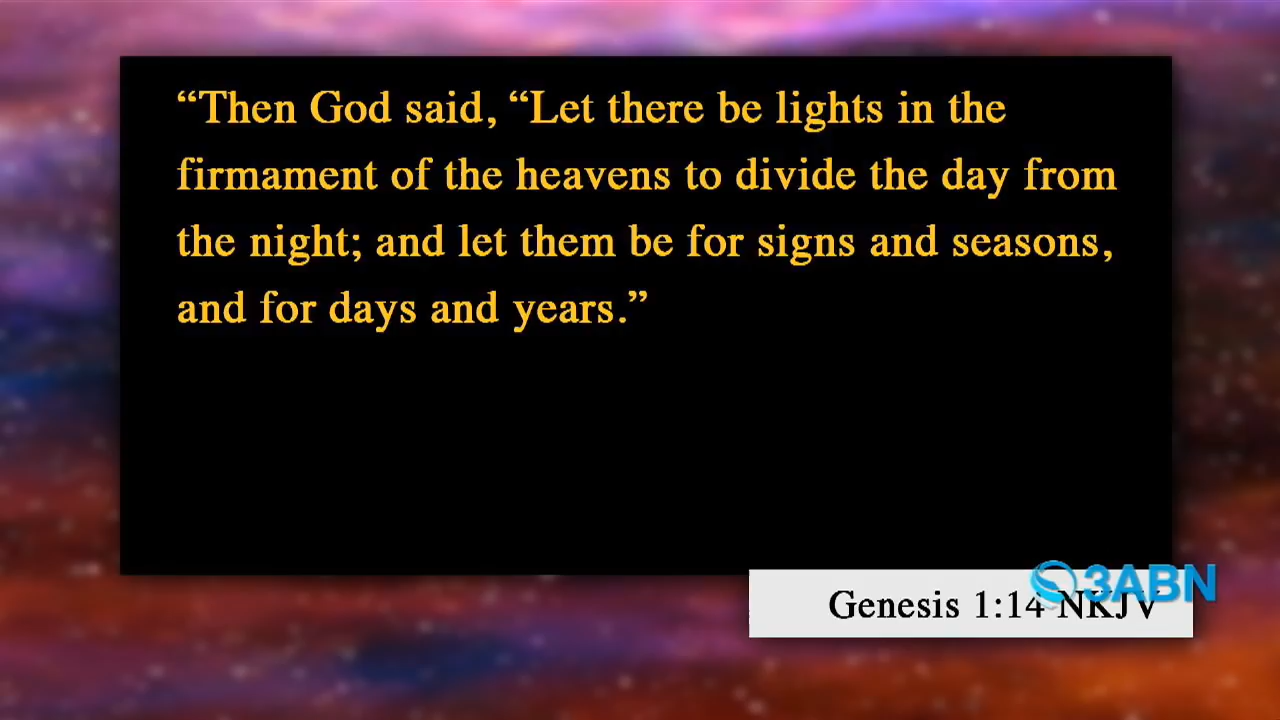 “Then God said, “Let there be lights in the
firmament of the heavens to divide the day from
the night; and let them be for signs and seasons,
and for days and years.”
3ABN
Genesis 1:14 NKJV